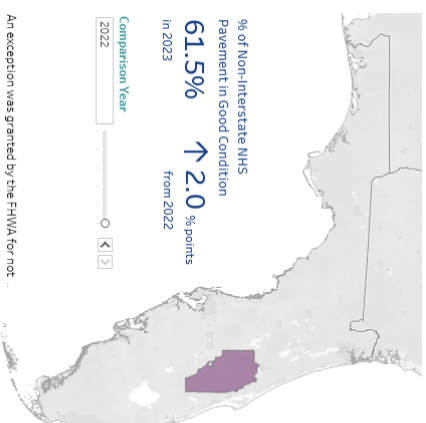 % of Non-Interstate NHS
Pavement in Good Condition
61.5% ↑ 2.0 % points
in 2023 from 2022
Comparison Year
2022
An exception was granted by the FHWA for not ..